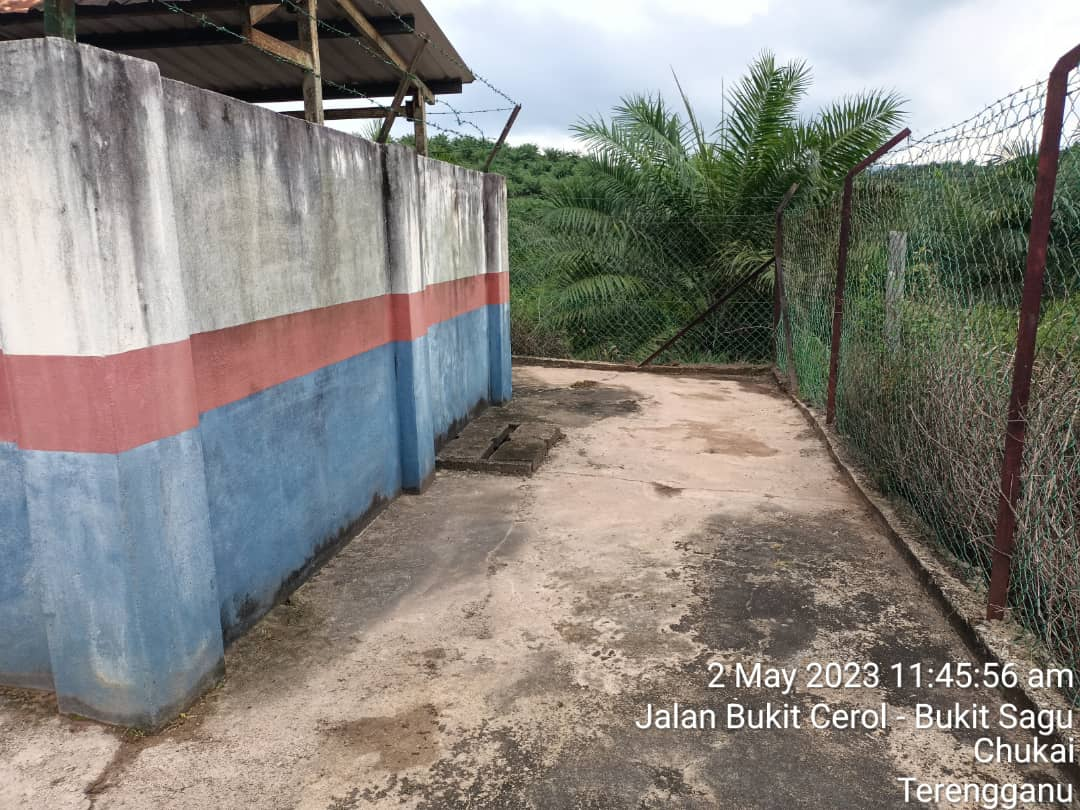 2 May 2023 11:45:56 am
Jalan Bukit Cerol - Bukit Sagu
Chukai
Terengganu